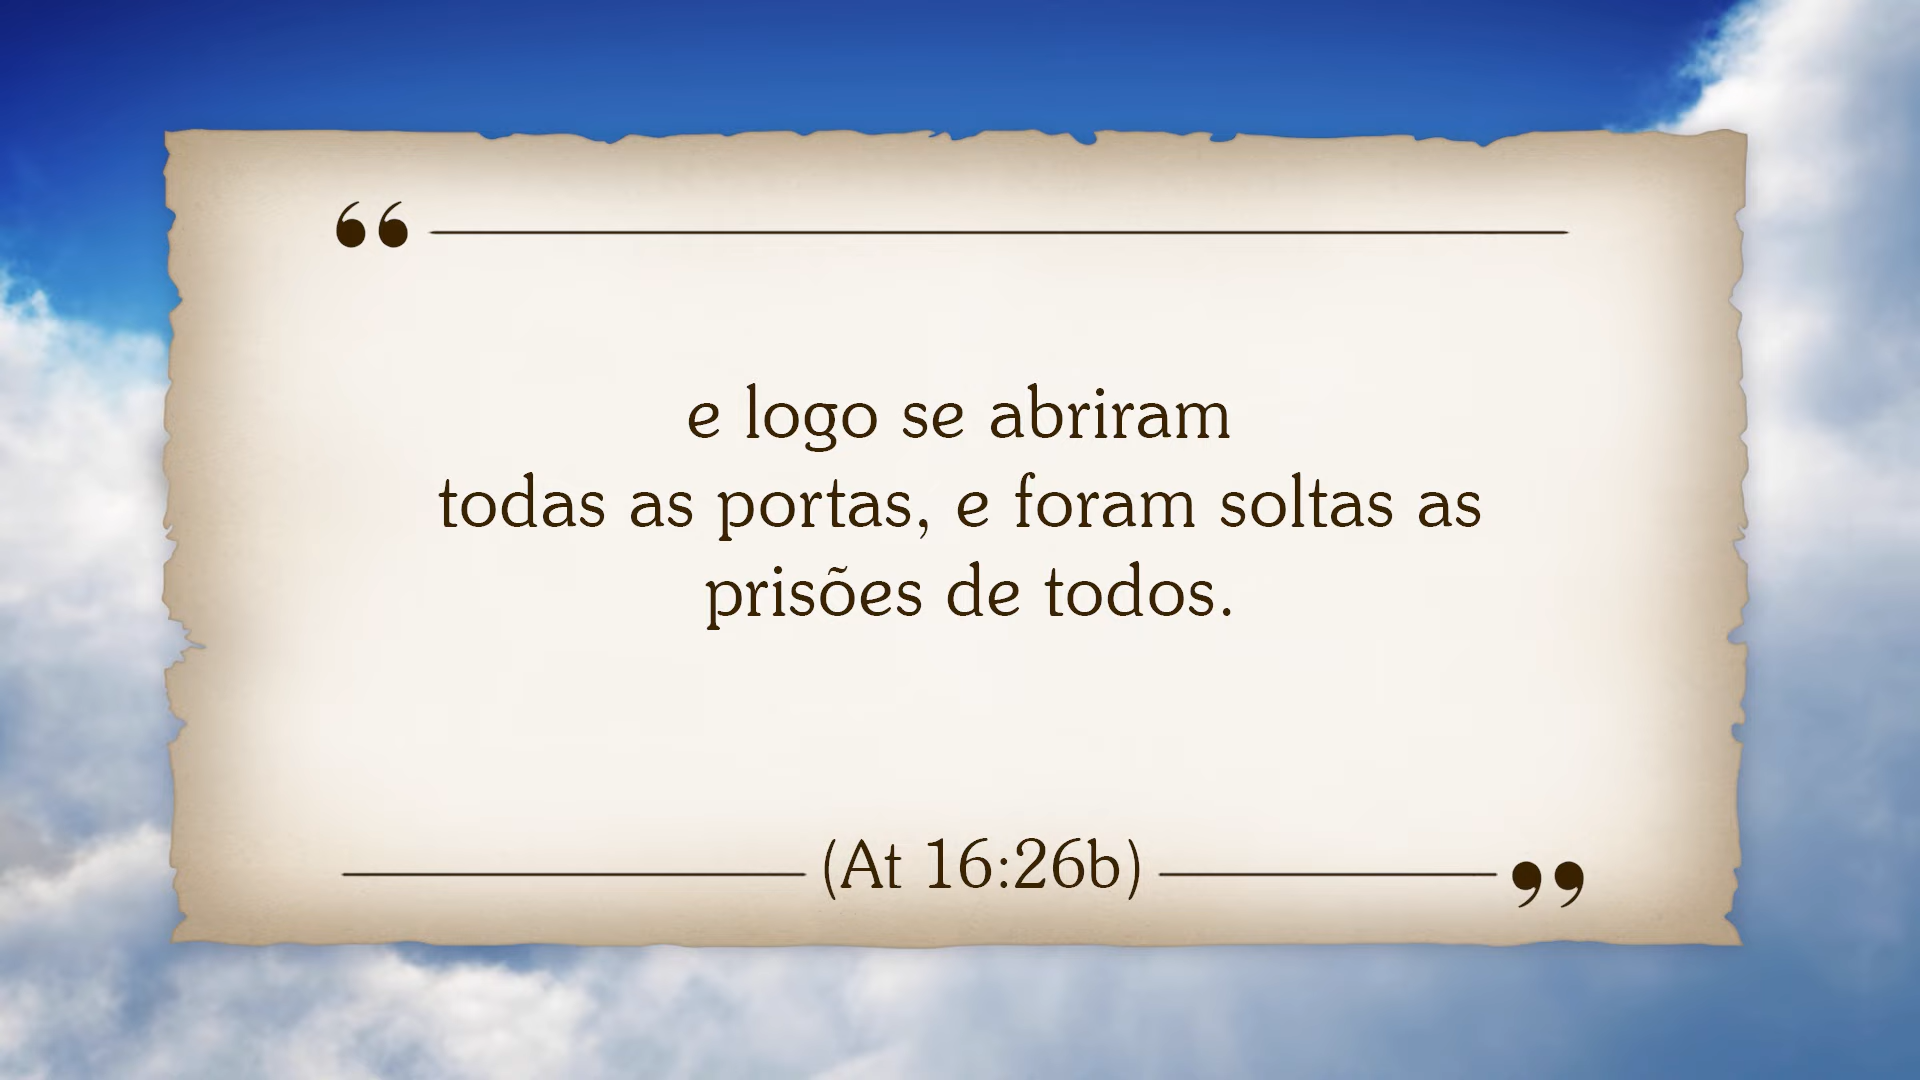 “
e logo se abriram
todas as portas, e foram soltas as
prisões de todos.
(At 16:26b)
”